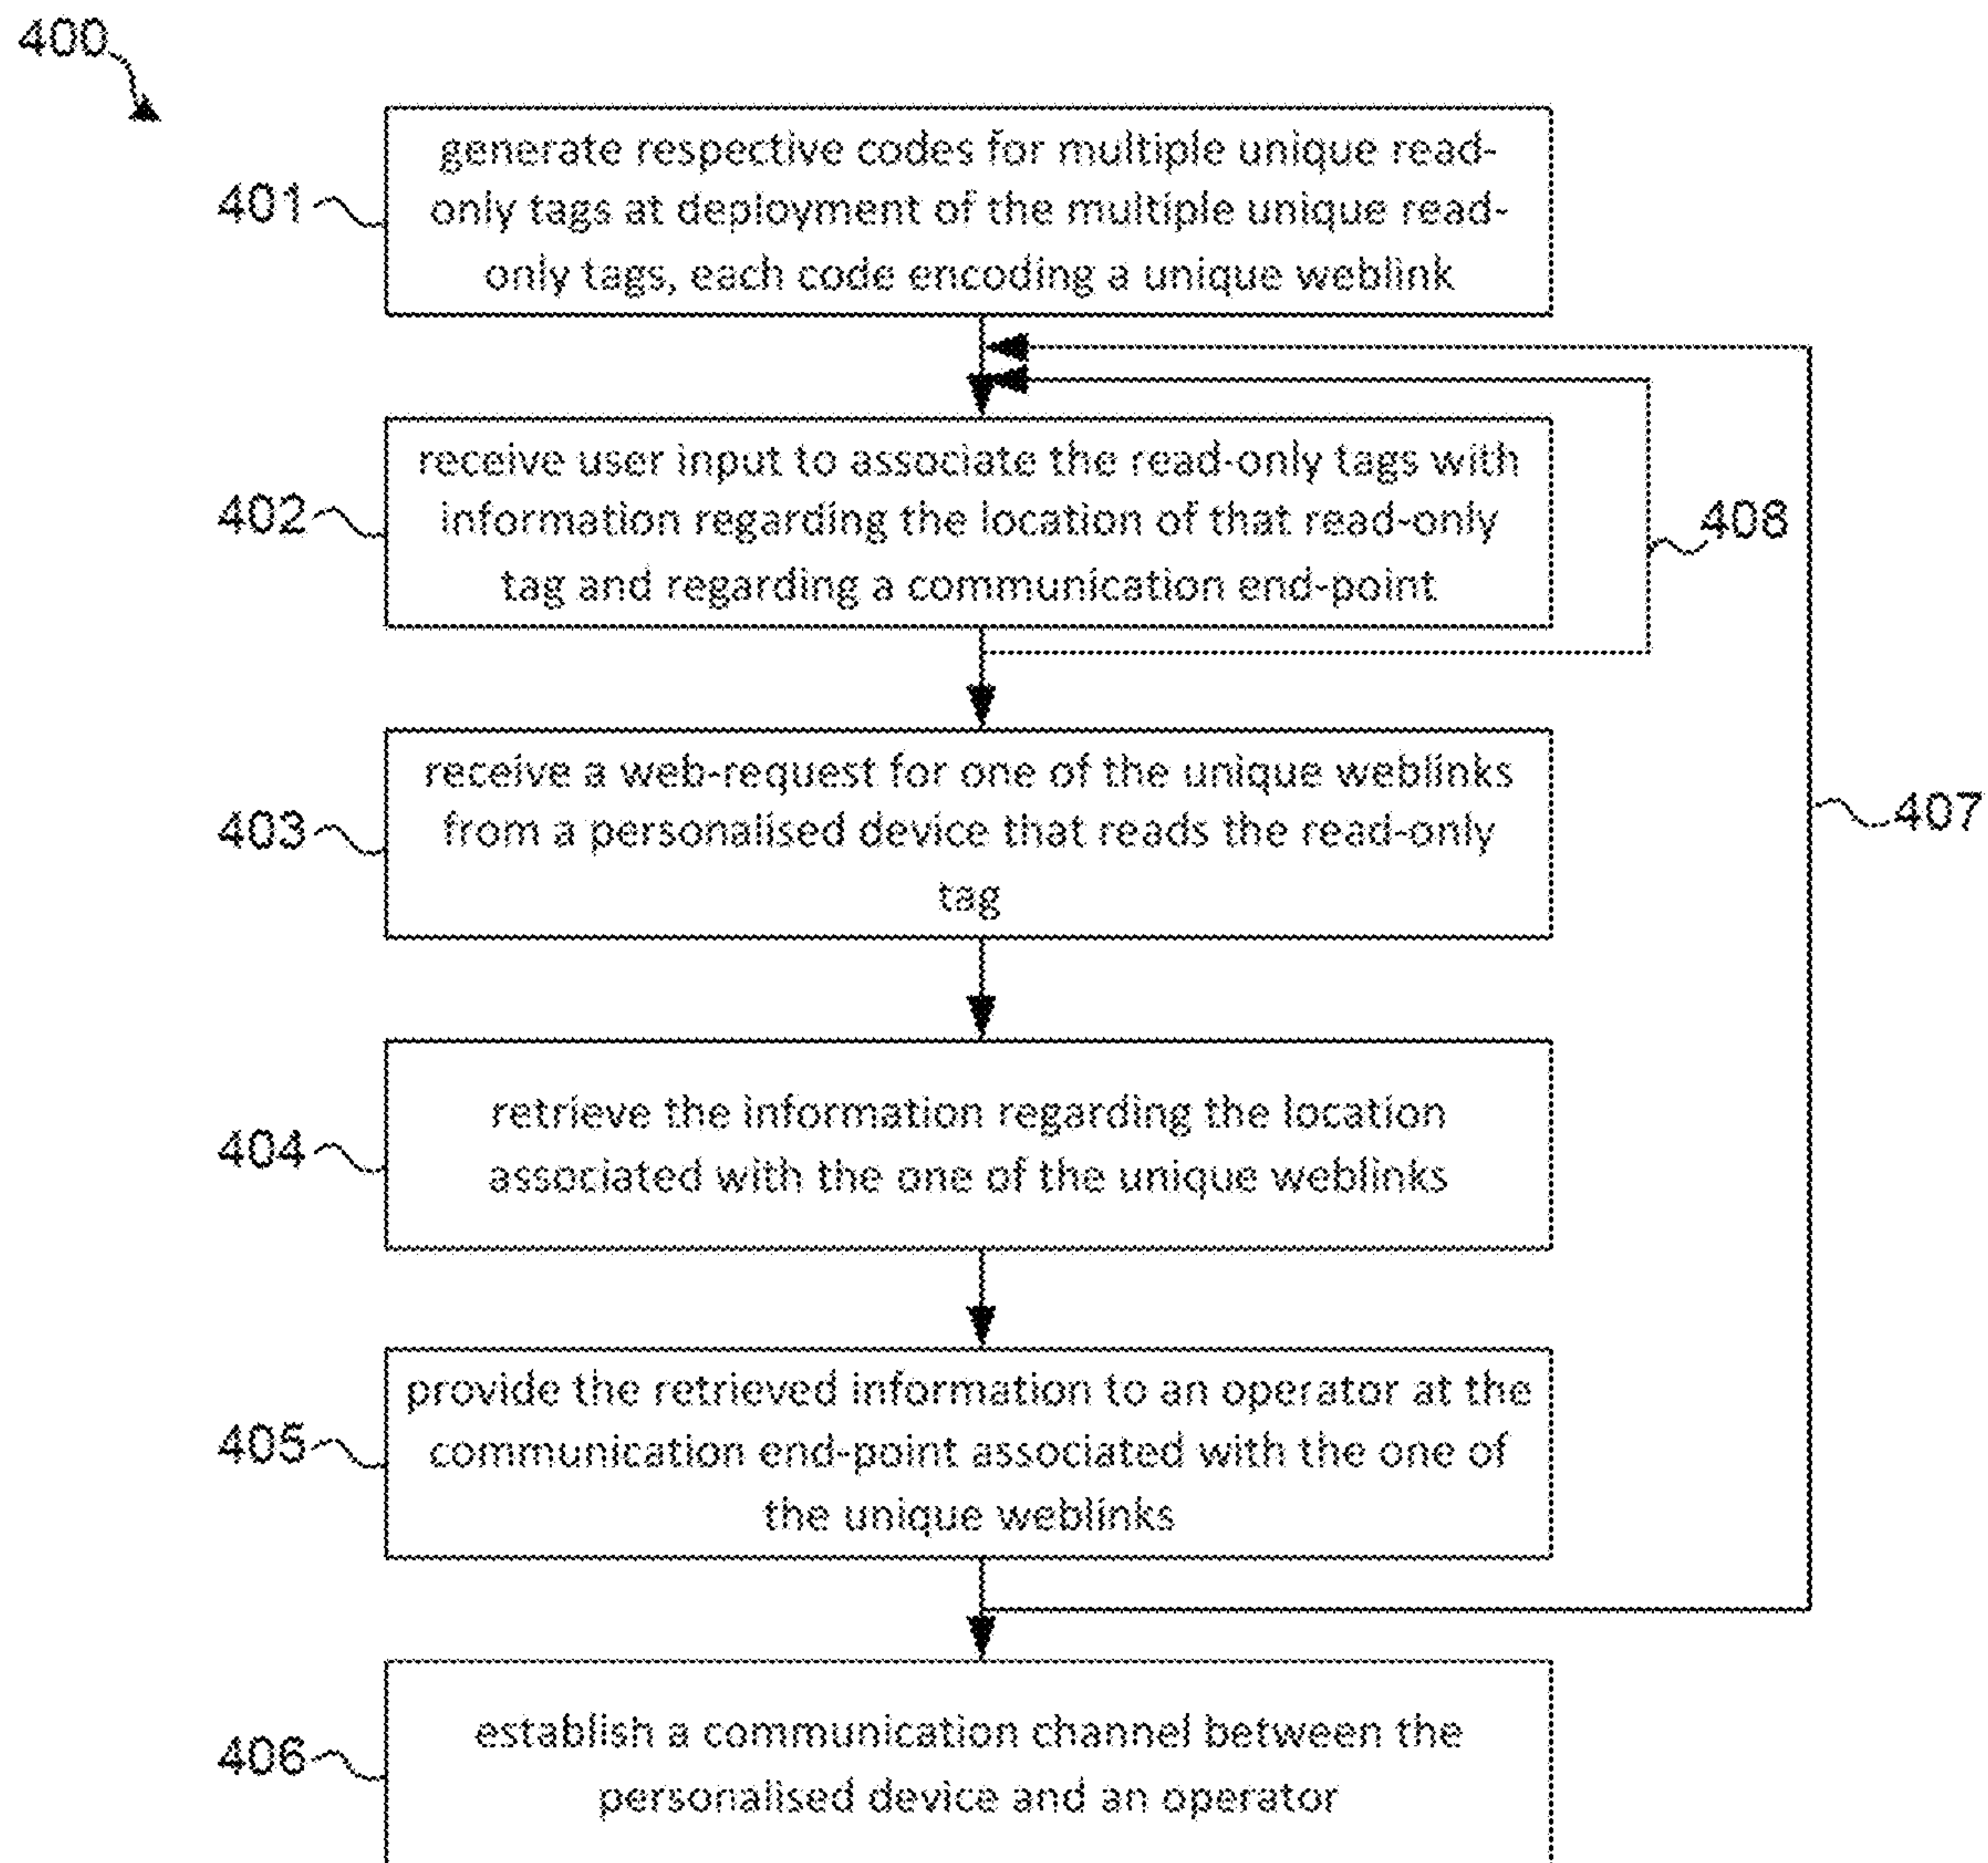 400
401
generate respective codes for multiple unique read-
only tags at deployment of the multiple unique read-
only tags, each code encoding a unique weblink
402
receive user input to associate the read-only tags with
information regarding the location of that read-only
tag and regarding a communication end-point
408
403
receive a web-request for one of the unique weblinks
from a personalised device that reads the read-only
tag
407
404
retrieve the information regarding the location
associated with the one of the unique weblinks
405
provide the retrieved information to an operator at the
communication end-point associated with the one of
the unique weblinks
406
establish a communication channel between the
personalised device and an operator